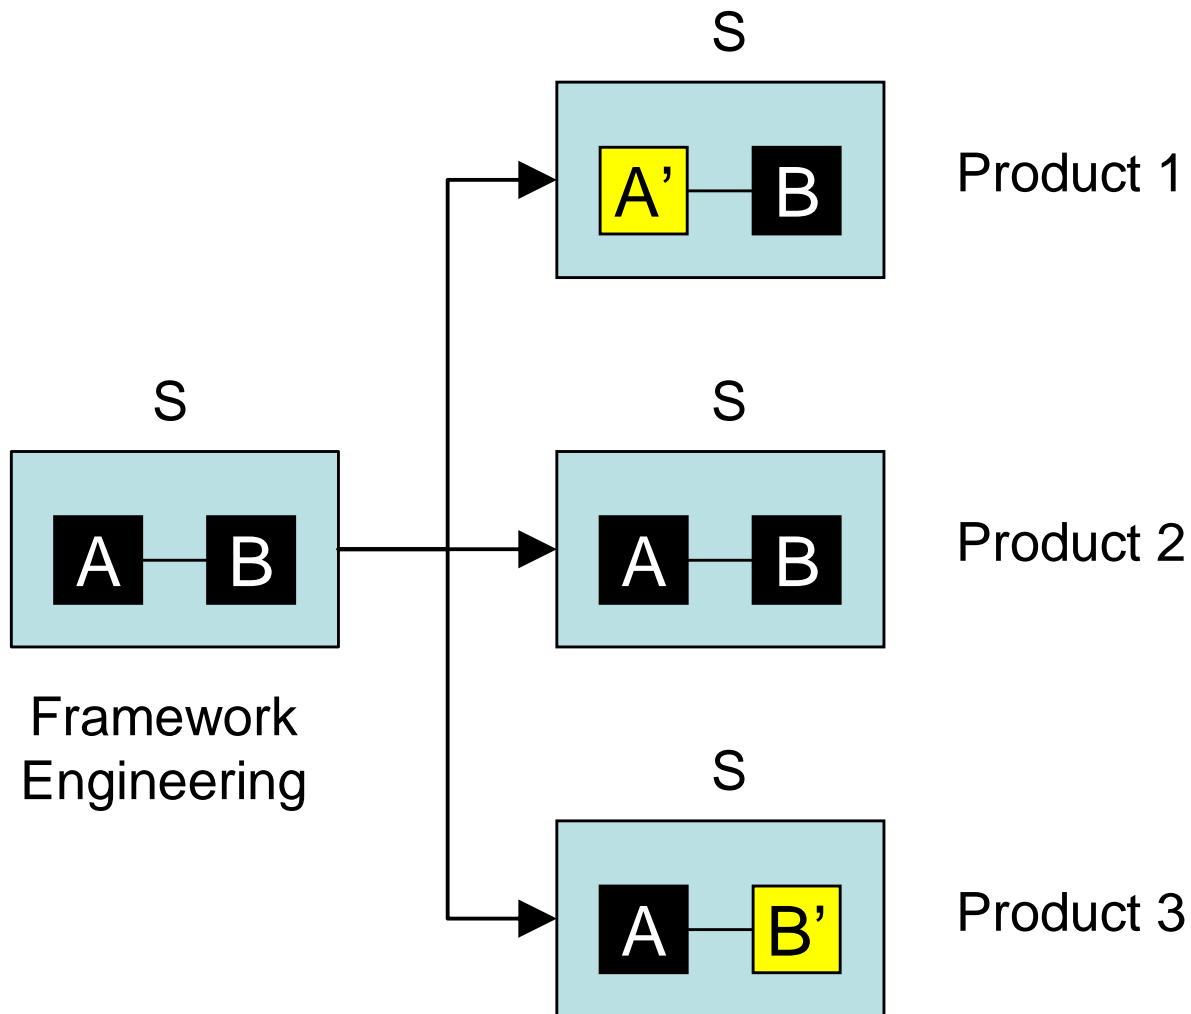 S
A’ B
Product 1
S
A B
Framework
Engineering
S
A B
Product 2
S
A B’
Product 3